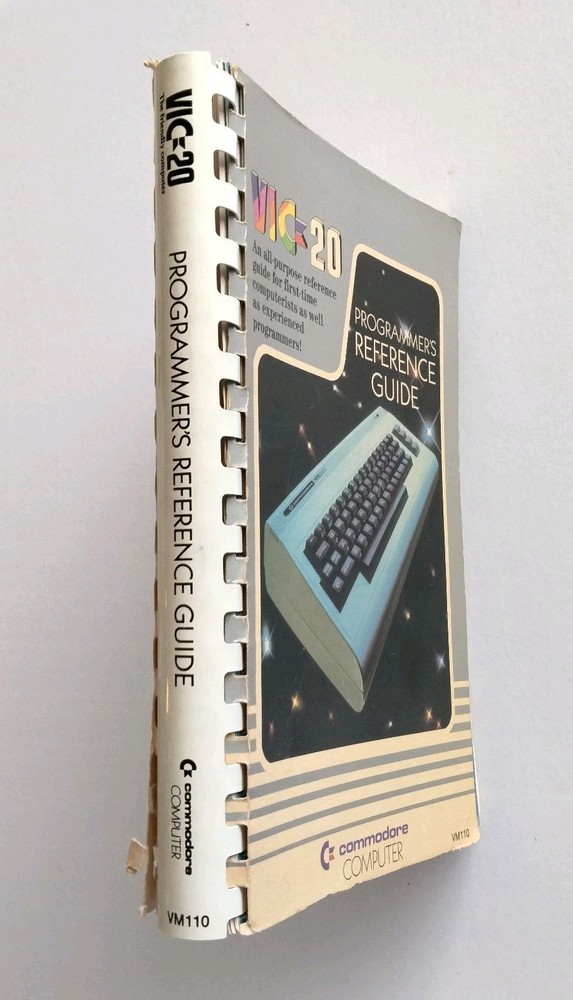 VIC-20
The friendly computer
PROGRAMMER'S REFERENCE GUIDE
commodore
COMPUTER
VM110
VIC-20
An all-purpose reference
guide for first-time
computerists as well
as experienced
programmers!
PROGRAMMER'S
REFERENCE
GUIDE
commodore
COMPUTER
VM110